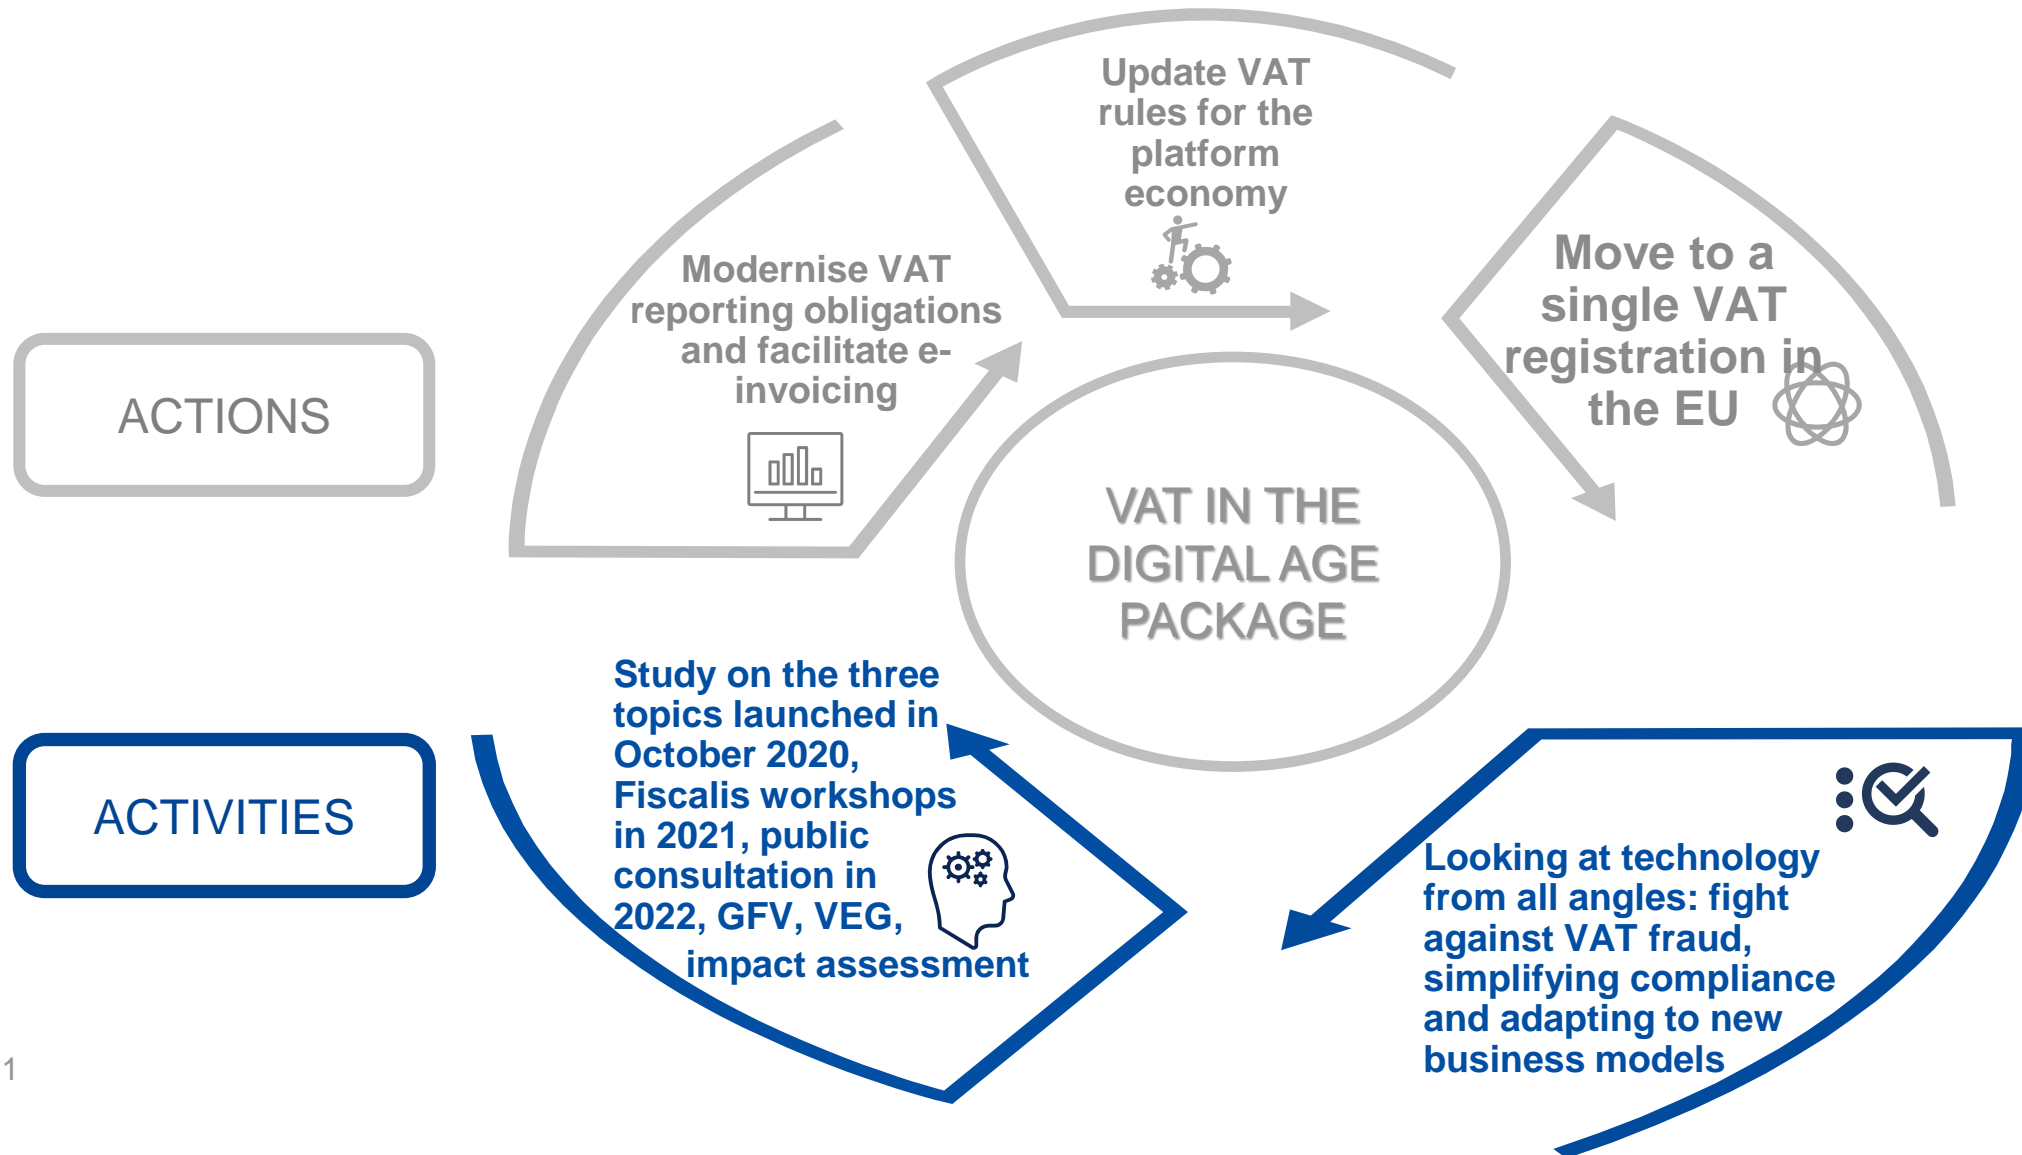 Update VAT
rules for the
platform
economy
Modernise VAT
reporting obligations
and facilitate e-
invoicing
Move to a
single VAT
registration in
the EU
ACTIONS
VAT IN THE
DIGITAL AGE
PACKAGE
Study on the three
topics launched in
October 2020,
Fiscalis workshops
in 2021, public
consultation in
2022, GFV, VEG,
impact assessment
ACTIVITIES
Looking at technology
from all angles: fight
against VAT fraud,
simplifying compliance
and adapting to new
business models
1